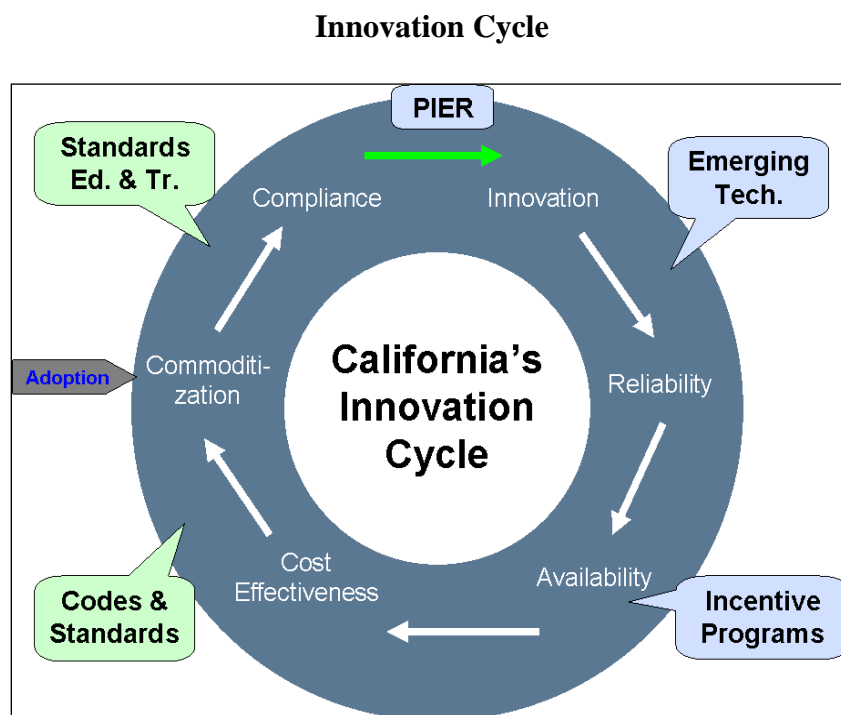 Innovation Cycle
PIER
Standards
Ed. & Tr.
Emerging
Tech.
Compliance
Innovation
California's
Innovation
Cycle
Adoption
Commoditi-
zation
Reliability
Cost
Effectiveness
Availability
Codes &
Standards
Incentive
Programs